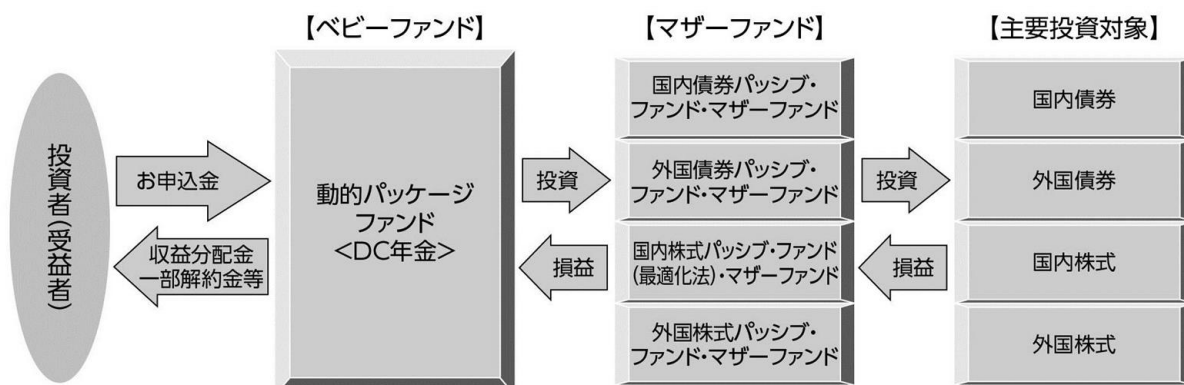 【ベビーファンド】
【マザーファンド】
【主要投資対象】
投資者(受益者)
お申込金
収益分配金
一部解約金等
動的パッケージ
ファンド
<DC年金>
投資
損益
国内債券パッシブ・
ファンド・マザーファンド
外国債券パッシブ・
ファンド・マザーファンド
国内株式パッシブ・ファンド
(最適化法)・マザーファンド
外国株式パッシブ・
ファンド・マザーファンド
投資
損益
国内債券
外国債券
国内株式
外国株式